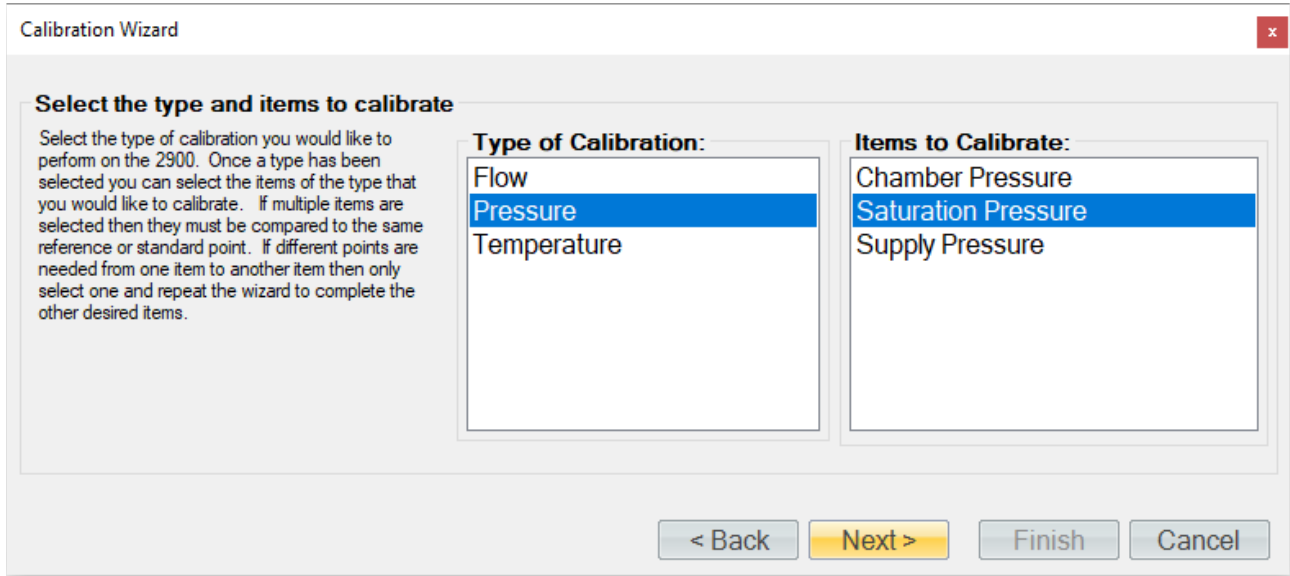 Calibration Wizard
x
Select the type and items to calibrate
Select the type of calibration you would like to
perform on the 2900.  Once a type has been
selected you can select the items of the type that
you would like to calibrate.   If multiple items are
selected then they must be compared to the same
reference or standard point.  If different points are
needed from one item to another item then only
select one and repeat the wizard to complete the
other desired items.
Type of Calibration:
Flow
Pressure
Temperature
Items to Calibrate:
Chamber Pressure
Saturation Pressure
Supply Pressure
< Back
Next >
Finish
Cancel